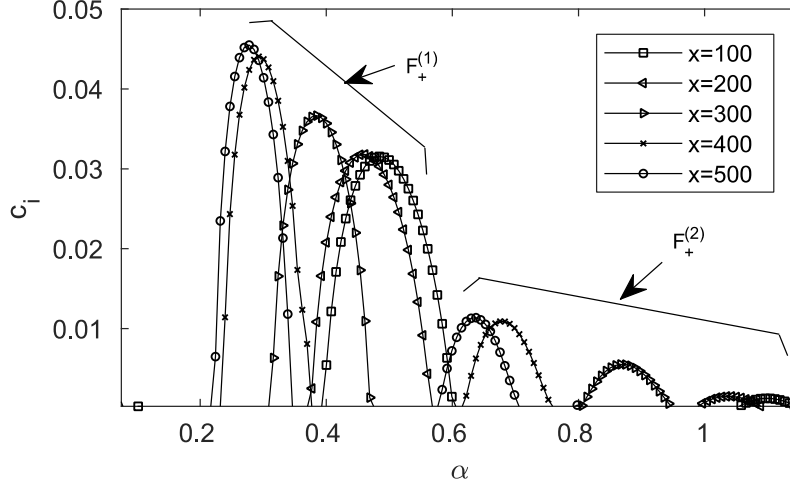 0.05
0.04
0.03
0.02
0.01
c_i
0.2 0.4 0.6 0.8 1
α
F_+^{(1)}
F_+^{(2)}
x=100
x=200
x=300
x=400
x=500